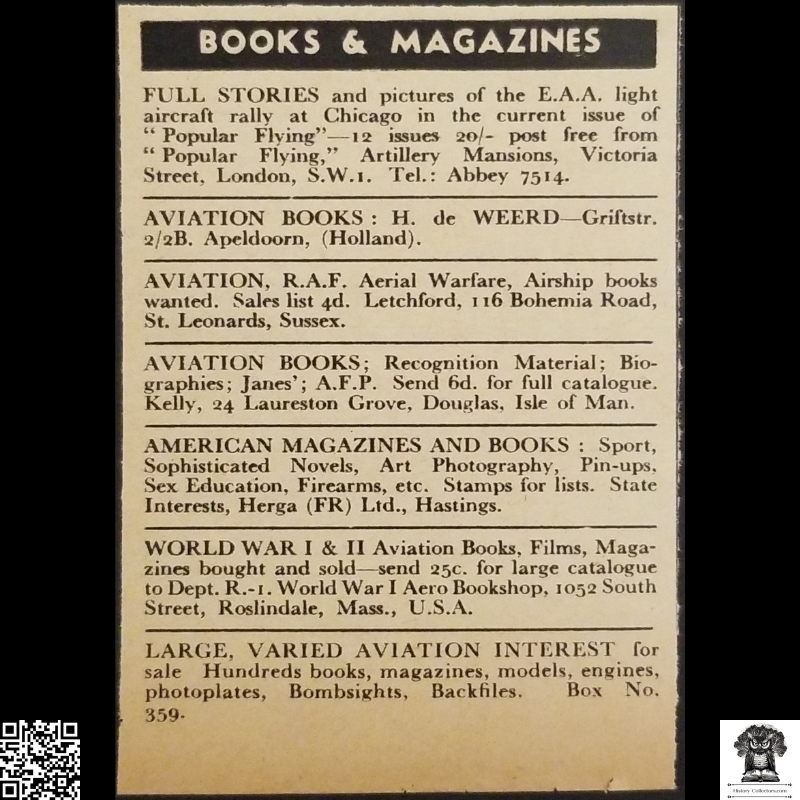 BOOKS & MAGAZINES
FULL STORIES and pictures of the E.A.A. light
aircraft rally at Chicago in the current issue of
“ Popular Flying”—12 issues 20/- post free from
“ Popular Flying,” Artillery Mansions, Victoria
Street, London, S.W.1. Tel.: Abbey 7514.
AVIATION BOOKS : H. de WEERD—Griftstr.
2/2B. Apeldoorn, (Holland).
AVIATION, R.A.F. Aerial Warfare, Airship books
wanted. Sales list 4d. Letchford, 116 Bohemia Road,
St. Leonards, Sussex.
AVIATION BOOKS; Recognition Material; Bio-
graphies; Janes’; A.F.P. Send 6d. for full catalogue.
Kelly, 24 Laureston Grove, Douglas, Isle of Man.
AMERICAN MAGAZINES AND BOOKS : Sport,
Sophisticated Novels, Art Photography, Pin-ups,
Sex Education, Firearms, etc. Stamps for lists. State
Interests, Herga (FR) Ltd., Hastings.
WORLD WAR I & II Aviation Books, Films, Maga-
zines bought and sold—send 25c. for large catalogue
to Dept. R.-1. World War I Aero Bookshop, 1052 South
Street, Roslindale, Mass., U.S.A.
LARGE, VARIED AVIATION INTEREST for
sale Hundreds books, magazines, models, engines,
photoplates, Bombsights, Backfiles. Box No.
359.
History-Collectors.com